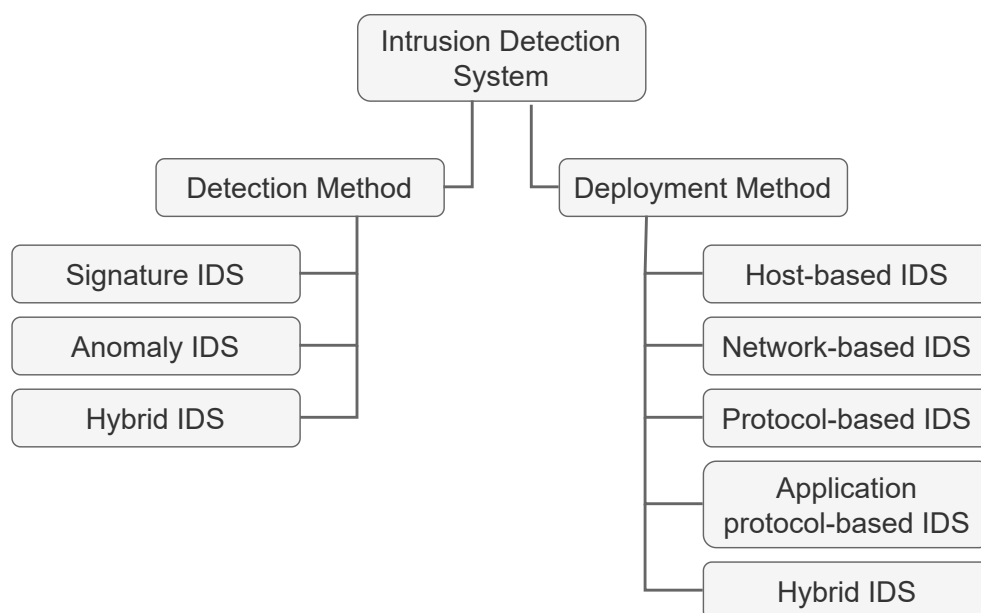 Intrusion Detection
System
Detection Method
Deployment Method
Signature IDS
Anomaly IDS
Hybrid IDS
Host-based IDS
Network-based IDS
Protocol-based IDS
Application
protocol-based IDS
Hybrid IDS